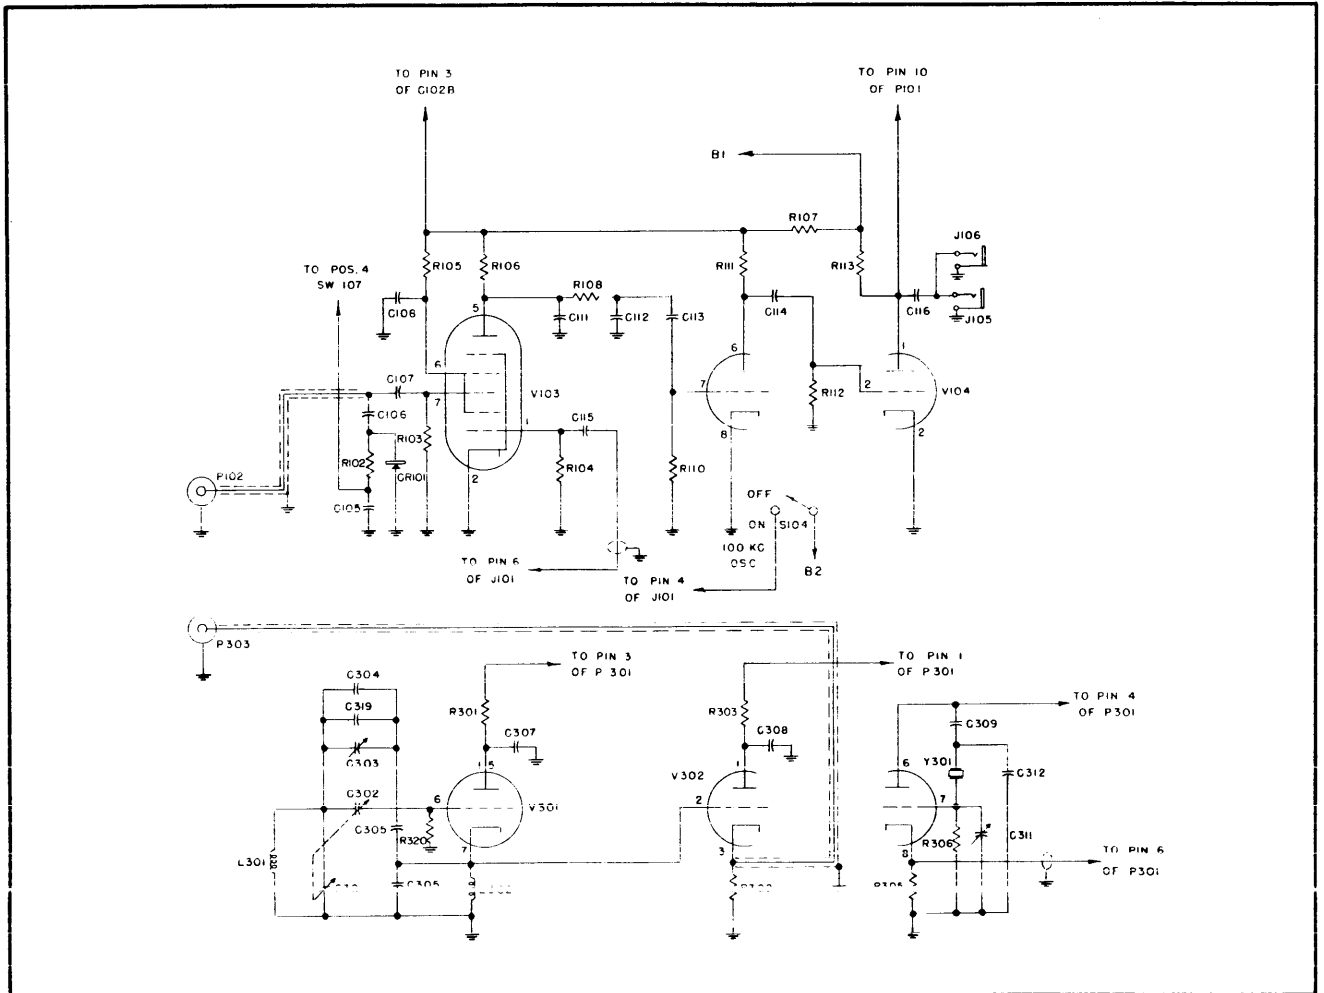 TO PIN 3
OF C102B
TO PIN 10
OF P101
B1
R107
J106
TO POS. 4
SW 107
R105
R106
R111
R113
R108
C106
5
C111
C112
C113
C114
C116
J105
6
6
1
C107
7
V103
7
2
V104
C106
R103
1
C115
R112
8
2
R102
CR101
R104
R110
P102
2
C105
OFF
ON
S104
100 KC
OSC
B2
TO PIN 6
OF J101
TO PIN 4
OF J101
P303
TO PIN 3
OF P 301
TO PIN 1
OF P301
C304
TO PIN 4
OF P301
C319
R301
R303
C309
C307
C308
C303
5
1
6
Y301
C312
V302
C302
6
V301
2
7
C305
R320
C311
R306
L301
7
3
8
TO PIN 6
OF P301
C306